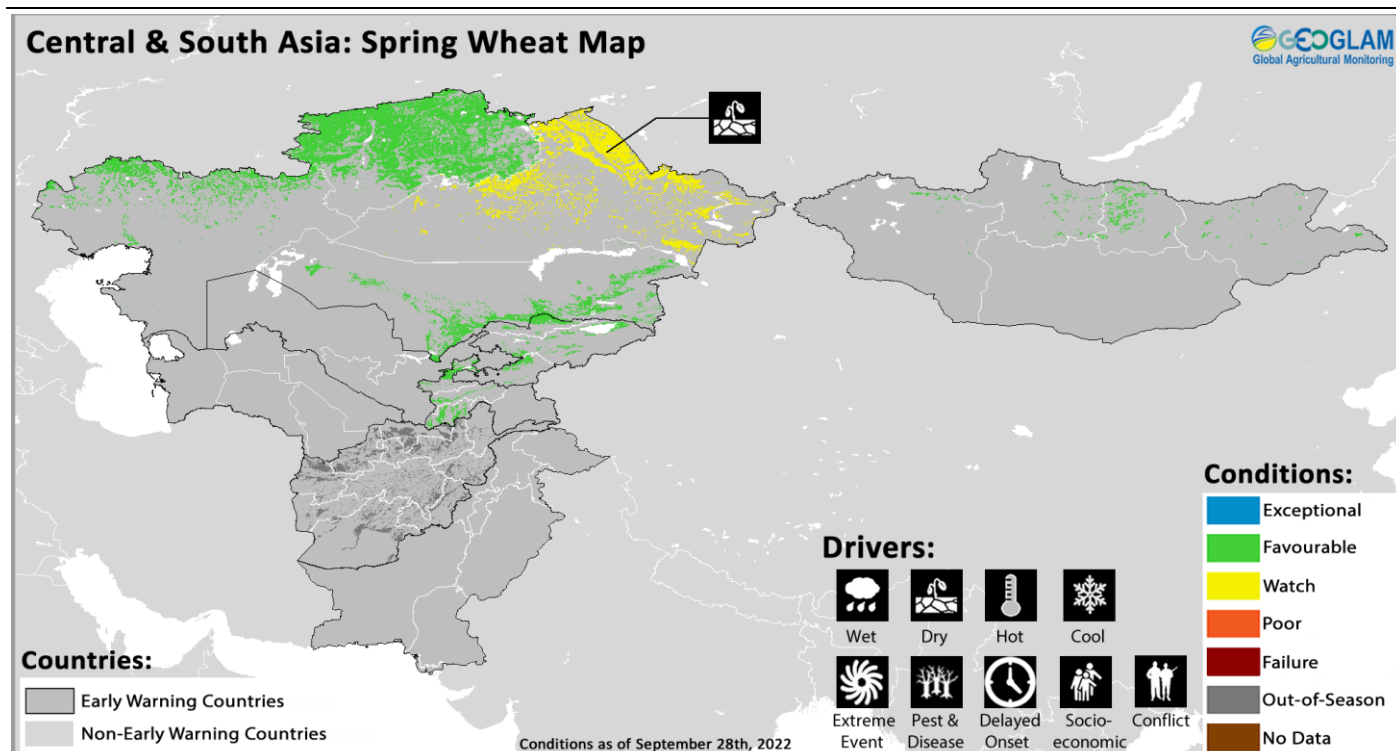 Central & South Asia: Spring Wheat Map
GEOGLAM
Global Agricultural Monitoring
Countries:
Early Warning Countries
Non-Early Warning Countries
Conditions as of September 28th, 2022
Drivers:
Wet
Dry
Hot
Cool
Extreme
Event
Pest &
Disease
Delayed
Onset
Socio-
economic
Conflict
Conditions:
Exceptional
Favourable
Watch
Poor
Failure
Out-of-Season
No Data